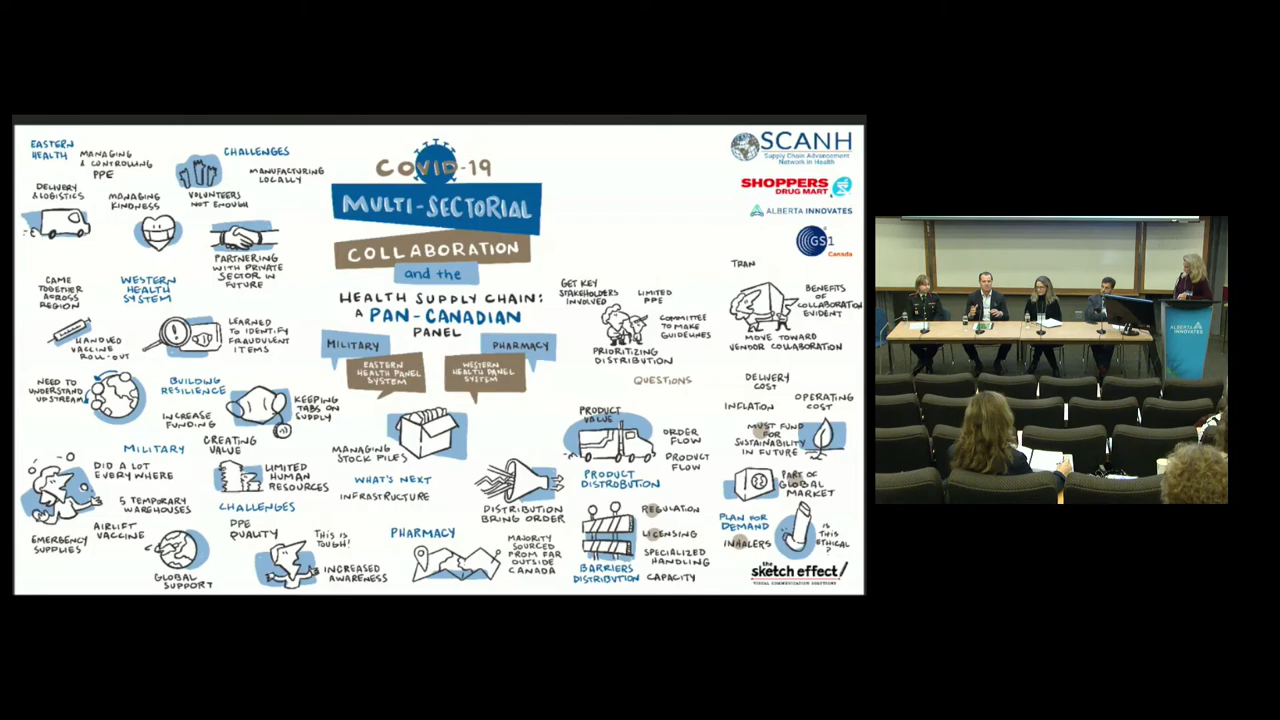 EASTERN
HEALTH
MANAGING
& CONTROLLING
PPE
CHALLENGES
MANUFACTURING
LOCALLY
DELIVERY
& LOGISTICS
MANAGING
KINDNESS
VOLUNTEERS
NOT ENOUGH
PARTNERING
WITH PRIVATE
SECTOR IN
FUTURE
CAME
TOGETHER
ACROSS
REGION
WESTERN
HEALTH
SYSTEM
HANDLED
VACCINE
ROLL-OUT
LEARNED
TO IDENTIFY
FRAUDULENT
ITEMS
NEED TO
UNDERSTAND
UPSTREAM
BUILDING
RESILIENCE
INCREASE
FUNDING
KEEPING
TABS ON
SUPPLY
MILITARY
DID A LOT
EVERYWHERE
5 TEMPORARY
WAREHOUSES
CREATING
VALUE
LIMITED
HUMAN
RESOURCES
EMERGENCY
SUPPLIES
AIRLIFT
VACCINE
GLOBAL
SUPPORT
CHALLENGES
PPE
QUALITY
THIS IS
TOUGH!
INCREASED
AWARENESS
COVID-19
MULTI-SECTORIAL
COLLABORATION
and the
HEALTH SUPPLY CHAIN:
A PAN-CANADIAN
PANEL
MILITARY
PHARMACY
EASTERN
HEALTH PANEL
SYSTEM
WESTERN
HEALTH PANEL
SYSTEM
MANAGING
STOCK PILES
WHAT'S NEXT
INFRASTRUCTURE
DISTRIBUTION
BRING ORDER
PHARMACY
MAJORITY
SOURCED
FROM FAR
OUTSIDE
CANADA
GET KEY
STAKEHOLDERS
INVOLVED
LIMITED
PPE
COMMITTEE
TO MAKE
GUIDELINES
PRIORITIZING
DISTRIBUTION
QUESTIONS
PRODUCT
VALUE
ORDER
FLOW
PRODUCT
FLOW
PRODUCT
DISTROBUTION
REGULATION
LICENSING
SPECIALIZED
HANDLING
CAPACITY
BARRIERS
DISTRIBUTION
SCANH
Supply Chain Advancement
Network in Health
SHOPPERS
DRUG MART
ALBERTA INNOVATES
GS1
Canada
TRAN
BENEFITS
OF
COLLABORATION
EVIDENT
MOVE TOWARD
VENDOR COLLABORATION
DELIVERY
COST
INFLATION
OPERATING
COST
MUST FUND
FOR
SUSTAINABILITY
IN FUTURE
PART OF
GLOBAL
MARKET
PLAN FOR
DEMAND
INHALERS
IS
THIS
ETHICAL
?
the
sketch effect/
VISUAL COMMUNICATION SOLUTIONS
ALBERTA
INNOVATES